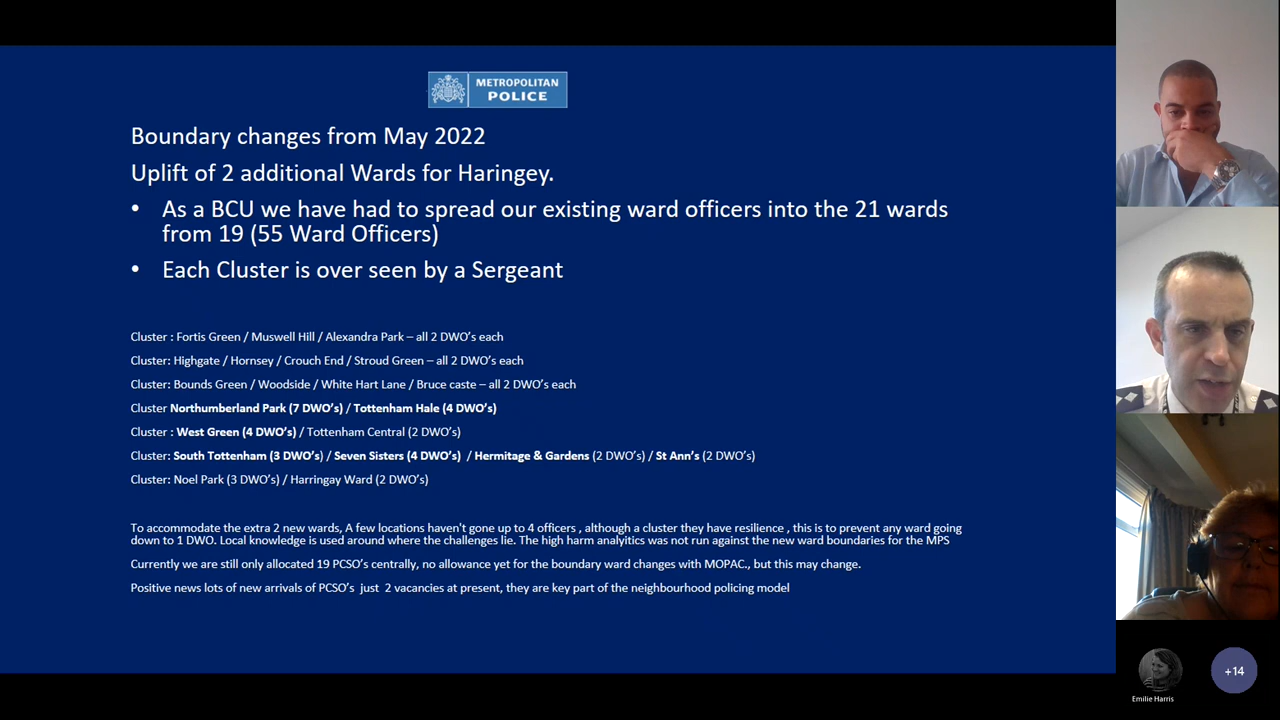 METROPOLITAN
POLICE
Boundary changes from May 2022
Uplift of 2 additional Wards for Haringey.
• As a BCU we have had to spread our existing ward officers into the 21 wards
from 19 (55 Ward Officers)
• Each Cluster is over seen by a Sergeant
Cluster : Fortis Green / Muswell Hill / Alexandra Park – all 2 DWO's each
Cluster: Highgate / Hornsey / Crouch End / Stroud Green – all 2 DWO's each
Cluster: Bounds Green / Woodside / White Hart Lane / Bruce caste – all 2 DWO's each
Cluster Northumberland Park (7 DWO's) / Tottenham Hale (4 DWO's)
Cluster : West Green (4 DWO's) / Tottenham Central (2 DWO's)
Cluster: South Tottenham (3 DWO's) / Seven Sisters (4 DWO's) / Hermitage & Gardens (2 DWO's) / St Ann's (2 DWO's)
Cluster: Noel Park (3 DWO's) / Harringay Ward (2 DWO's)
To accommodate the extra 2 new wards, A few locations haven't gone up to 4 officers , although a cluster they have resilience , this is to prevent any ward going
down to 1 DWO. Local knowledge is used around where the challenges lie. The high harm analyitics was not run against the new ward boundaries for the MPS
Currently we are still only allocated 19 PCSO's centrally, no allowance yet for the boundary ward changes with MOPAC., but this may change.
Positive news lots of new arrivals of PCSO's just 2 vacancies at present, they are key part of the neighbourhood policing model
Emilie Harris
+14